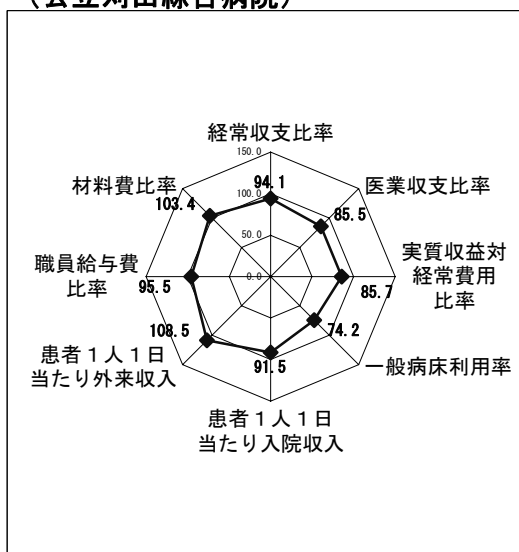 （公立刈田綜合病院）
経常収支比率
150.0
94.1
100.0
50.0
0.0
医業収支比率
85.5
実質収益対
経常費用
比率
85.7
74.2
一般病床利用率
91.5
患者１人１日
当たり入院収入
108.5
患者１人１日
当たり外来収入
職員給与費
比率
95.5
材料費比率
103.4